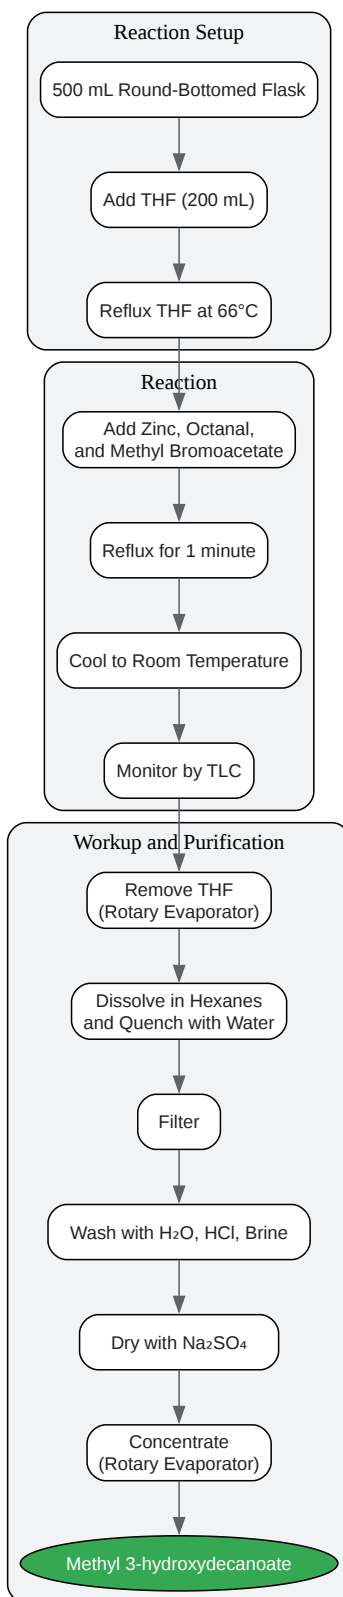 Reaction Setup
500 mL Round-Bottomed Flask
Add THF (200 mL)
Reflux THF at 66°C
Reaction
Add Zinc, Octanal,
and Methyl Bromoacetate
Reflux for 1 minute
Cool to Room Temperature
Monitor by TLC
Workup and Purification
Remove THF
(Rotary Evaporator)
Dissolve in Hexanes
and Quench with Water
Filter
Wash with H₂O, HCl, Brine
Dry with Na₂SO₄
Concentrate
(Rotary Evaporator)
Methyl 3-hydroxydecanoate